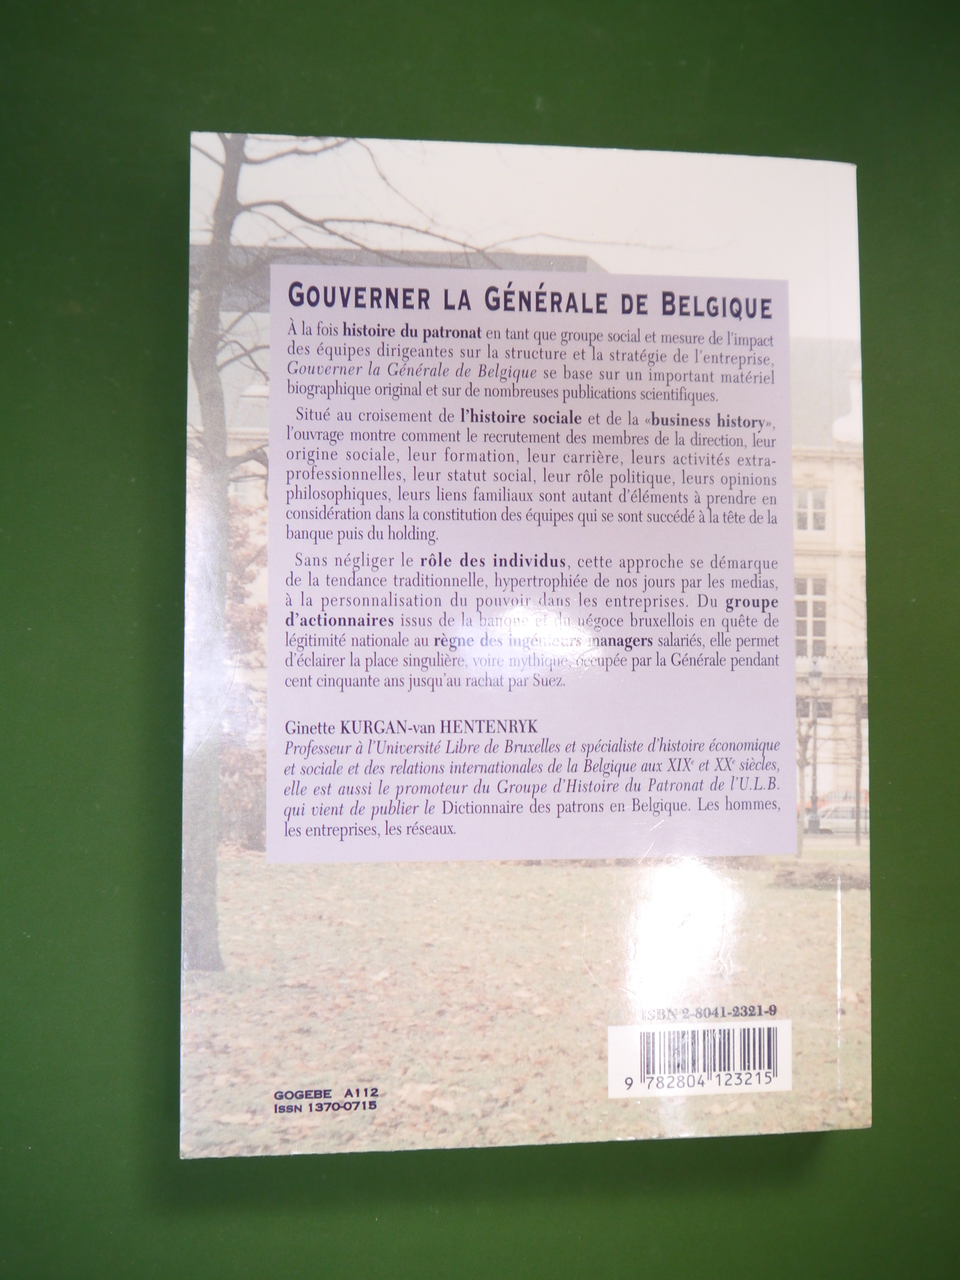 GOUVERNER LA GÉNÉRALE DE BELGIQUE
À la fois histoire du patronat en tant que groupe social et mesure de l'impact
des équipes dirigeantes sur la structure et la stratégie de l'entreprise,
Gouverner la Générale de Belgique se base sur un important matériel
biographique original et sur de nombreuses publications scientifiques.
Situé au croisement de l'histoire sociale et de la «business history»,
l'ouvrage montre comment le recrutement des membres de la direction, leur
origine sociale, leur formation, leur carrière, leurs activités extra-
professionnelles, leur statut social, leur rôle politique, leurs opinions
philosophiques, leurs liens familiaux sont autant d'éléments à prendre en
considération dans la constitution des équipes qui se sont succédé à la tête de la
banque puis du holding.
Sans négliger le rôle des individus, cette approche se démarque
de la tendance traditionnelle, hypertrophiée de nos jours par les medias,
à la personnalisation du pouvoir dans les entreprises. Du groupe
d'actionnaires issus de la banque et du négoce bruxellois en quête de
légitimité nationale au règne des ingénieurs managers salariés, elle permet
d'éclairer la place singulière, voire mythique, occupée par la Générale pendant
cent cinquante ans jusqu'au rachat par Suez.
Ginette KURGAN-van HENTENRYK
Professeur à l'Université Libre de Bruxelles et spécialiste d'histoire économique
et sociale et des relations internationales de la Belgique aux XIXe et XXe siècles,
elle est aussi le promoteur du Groupe d'Histoire du Patronat de l'U.L.B.
qui vient de publier le Dictionnaire des patrons en Belgique. Les hommes,
les entreprises, les réseaux.
ISBN 2-8041-2321-9
9 782804 123215
GOGEBE A112
ISSN 1370-0715